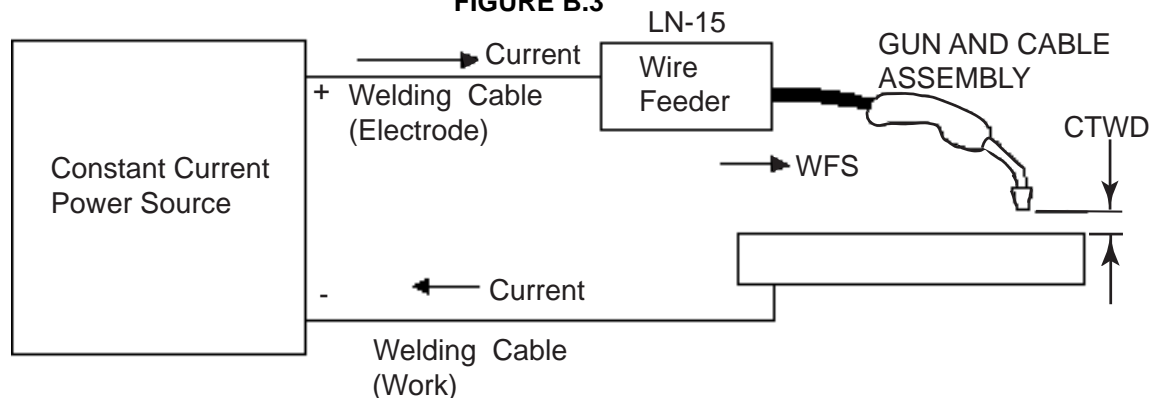 FIGURE B.3
LN-15
Current
Wire
Feeder
GUN AND CABLE
ASSEMBLY
CTWD
+
Welding Cable
(Electrode)
Constant Current
Power Source
WFS
-
Current
Welding Cable
(Work)